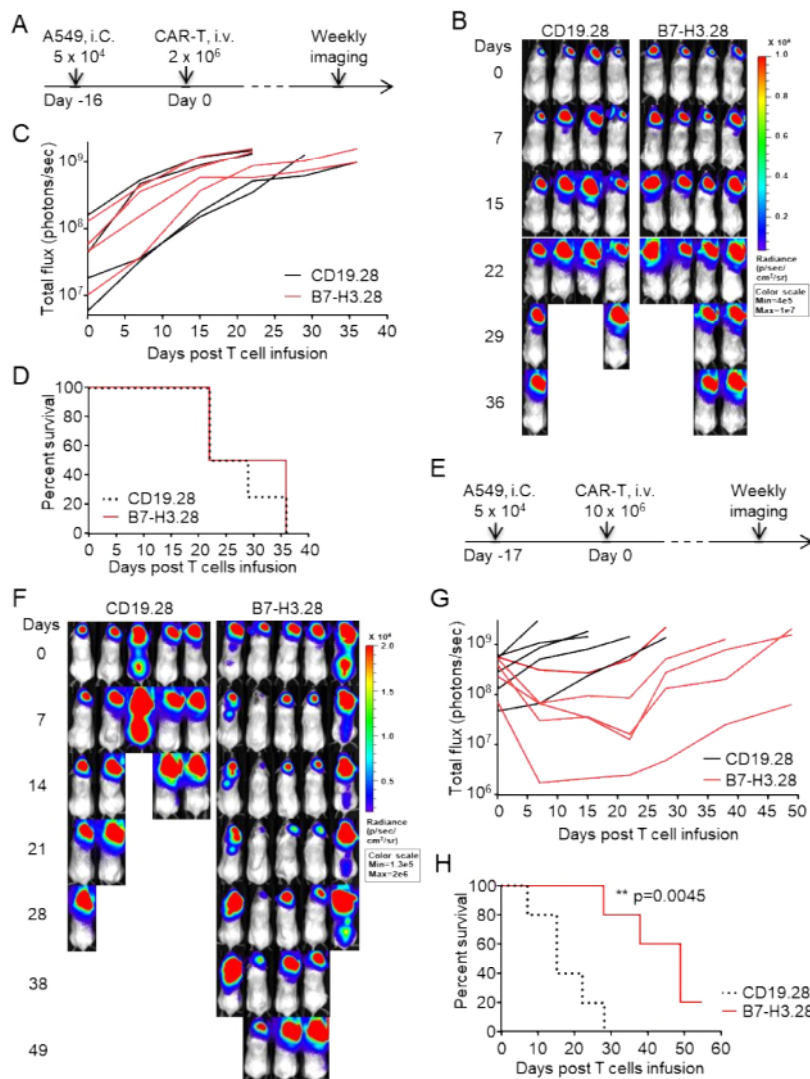 A
A549, i.C.
5 x 10⁴
CAR-T, i.v.
2 x 10⁶
Weekly
imaging
Day -16
Day 0
B
CD19.28
B7-H3.28
Days
0
7
15
22
29
36
X 10⁶
1.0
0.8
0.6
0.4
0.2
Radiance
(p/sec/
cm²/sr)
Color scale
Min=4e5
Max=1e7
C
Total flux (photons/sec)
10⁹
10⁸
10⁷
0 5 10 15 20 25 30 35 40
Days post T cell infusion
CD19.28
B7-H3.28
D
Percent survival
100
80
60
40
20
0
0 5 10 15 20 25 30 35 40
Days post T cells infusion
CD19.28
B7-H3.28
E
A549, i.C.
5 x 10⁴
CAR-T, i.v.
10 x 10⁶
Weekly
imaging
Day -17
Day 0
F
CD19.28
B7-H3.28
Days
0
7
14
21
28
38
49
2.0
1.5
1.0
0.5
Radiance
(p/sec/
cm²/sr)
Color scale
Min=1.3e5
Max=2e6
G
Total flux (photons/sec)
10⁹
10⁸
10⁷
10⁶
0 5 10 15 20 25 30 35 40 45 50
Days post T cell infusion
CD19.28
B7-H3.28
H
Percent survival
100
80
60
40
20
0
0 10 20 30 40 50 60
Days post T cells infusion
** p=0.0045
CD19.28
B7-H3.28